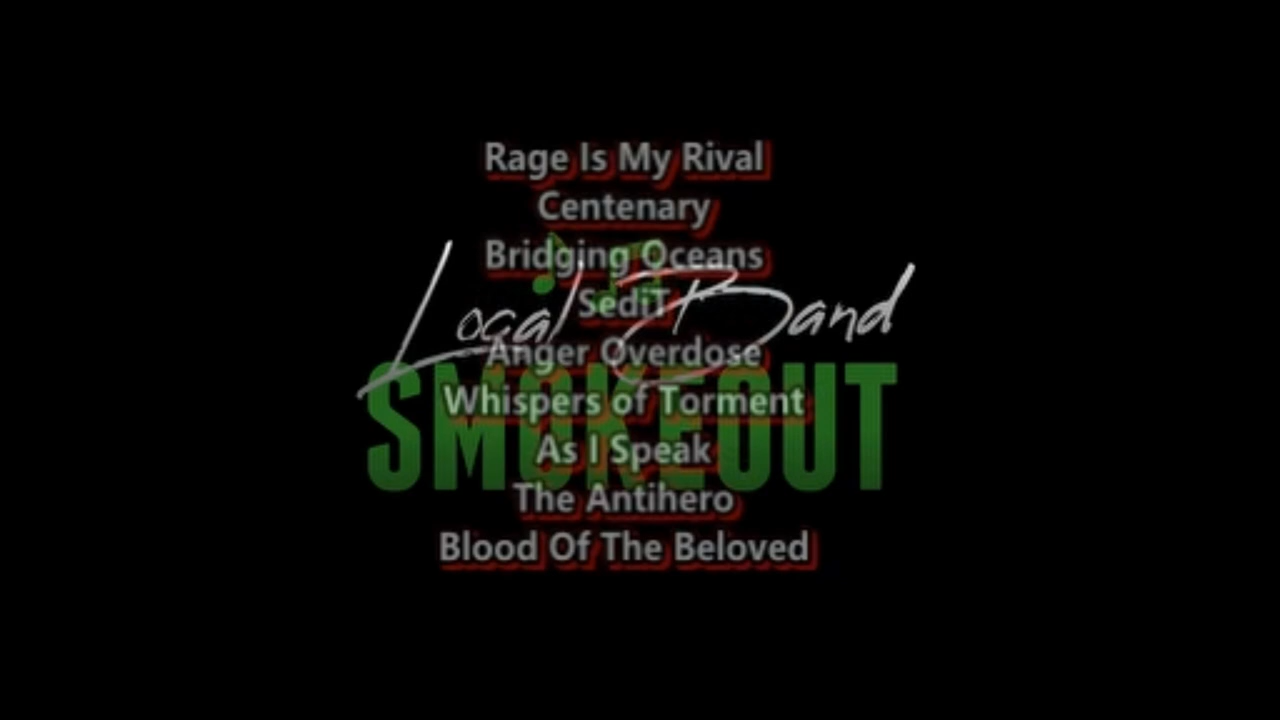 Rage Is My Rival
Centenary
Bridging Oceans
SediT
Anger Overdose
Whispers of Torment
As I Speak
The Antihero
Blood Of The Beloved
Local Band
SMOKEOUT